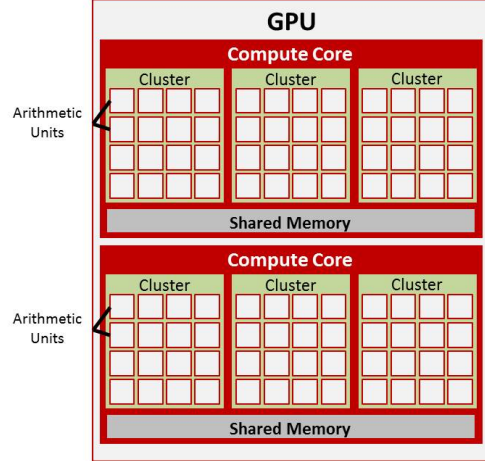 GPU
Compute Core
Cluster Cluster Cluster
Arithmetic
Units
Shared Memory
Compute Core
Cluster Cluster Cluster
Arithmetic
Units
Shared Memory